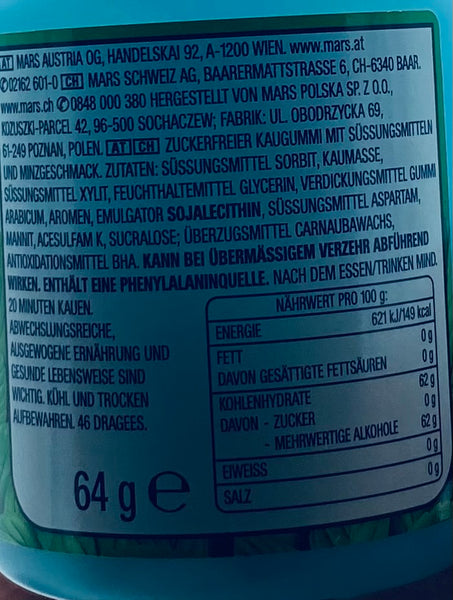 AT MARS AUSTRIA OG, HANDELSKAI 92, A-1200 WIEN. www.mars.at
✆02162 601-0 CH MARS SCHWEIZ AG, BAARERMATTSTRASSE 6, CH-6340 BAAR.
www.mars.ch ✆0848 000 380 HERGESTELLT VON MARS POLSKA SP. Z O.O.,
KOZUSZKI-PARCEL 42, 96-500 SOCHACZEW; FABRIK: UL. OBODRZYCKA 69,
61-249 POZNAN, POLEN. AT CH ZUCKERFREIER KAUGUMMI MIT SÜSSUNGSMITTELN
UND MINZGESCHMACK. ZUTATEN: SÜSSUNGSMITTEL SORBIT, KAUMASSE,
SÜSSUNGSMITTEL XYLIT, FEUCHTHALTEMITTEL GLYCERIN, VERDICKUNGSMITTEL GUMMI
ARABICUM, AROMEN, EMULGATOR SOJALECITHIN, SÜSSUNGSMITTEL ASPARTAM,
MANNIT, ACESULFAM K, SUCRALOSE; ÜBERZUGSMITTEL CARNAUBAWACHS,
ANTIOXIDATIONSMITTEL BHA. KANN BEI ÜBERMÄSSIGEM VERZEHR ABFÜHREND
WIRKEN. ENTHÄLT EINE PHENYLALANINQUELLE. NACH DEM ESSEN/TRINKEN MIND.
20 MINUTEN KAUEN.
ABWECHSLUNGSREICHE,
AUSGEWOGENE ERNÄHRUNG UND
GESUNDE LEBENSWEISE SIND
WICHTIG. KÜHL UND TROCKEN
AUFBEWAHREN. 46 DRAGEES.
64 g e
NÄHRWERT PRO 100 g:
ENERGIE 621 kJ/149 kcal
FETT 0 g
DAVON GESÄTTIGTE FETTSÄUREN 0 g
KOHLENHYDRATE 62 g
DAVON - ZUCKER 0 g
- MEHRWERTIGE ALKOHOLE 62 g
EIWEISS 0 g
SALZ 0 g